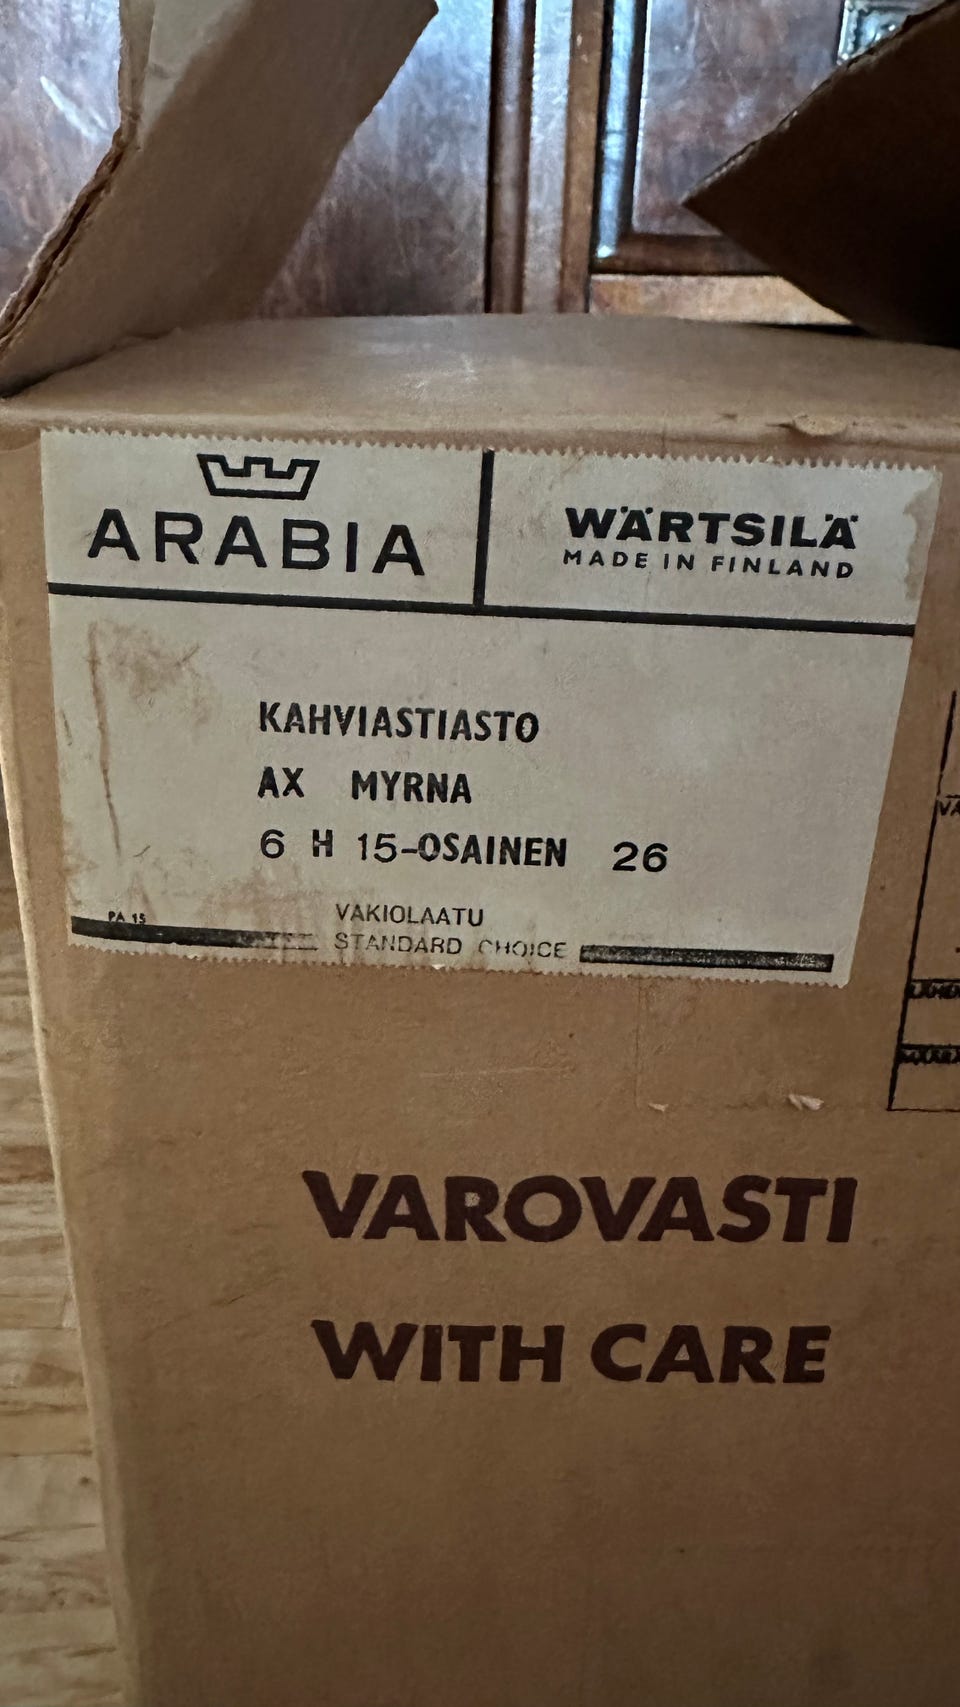 ARABIA
WÄRTSILÄ
MADE IN FINLAND
KAHVIASTIASTO
AX MYRNA
6 H 15-OSAINEN 26
PA 15
VAKIOLAATU
STANDARD CHOICE
VAROVASTI
WITH CARE